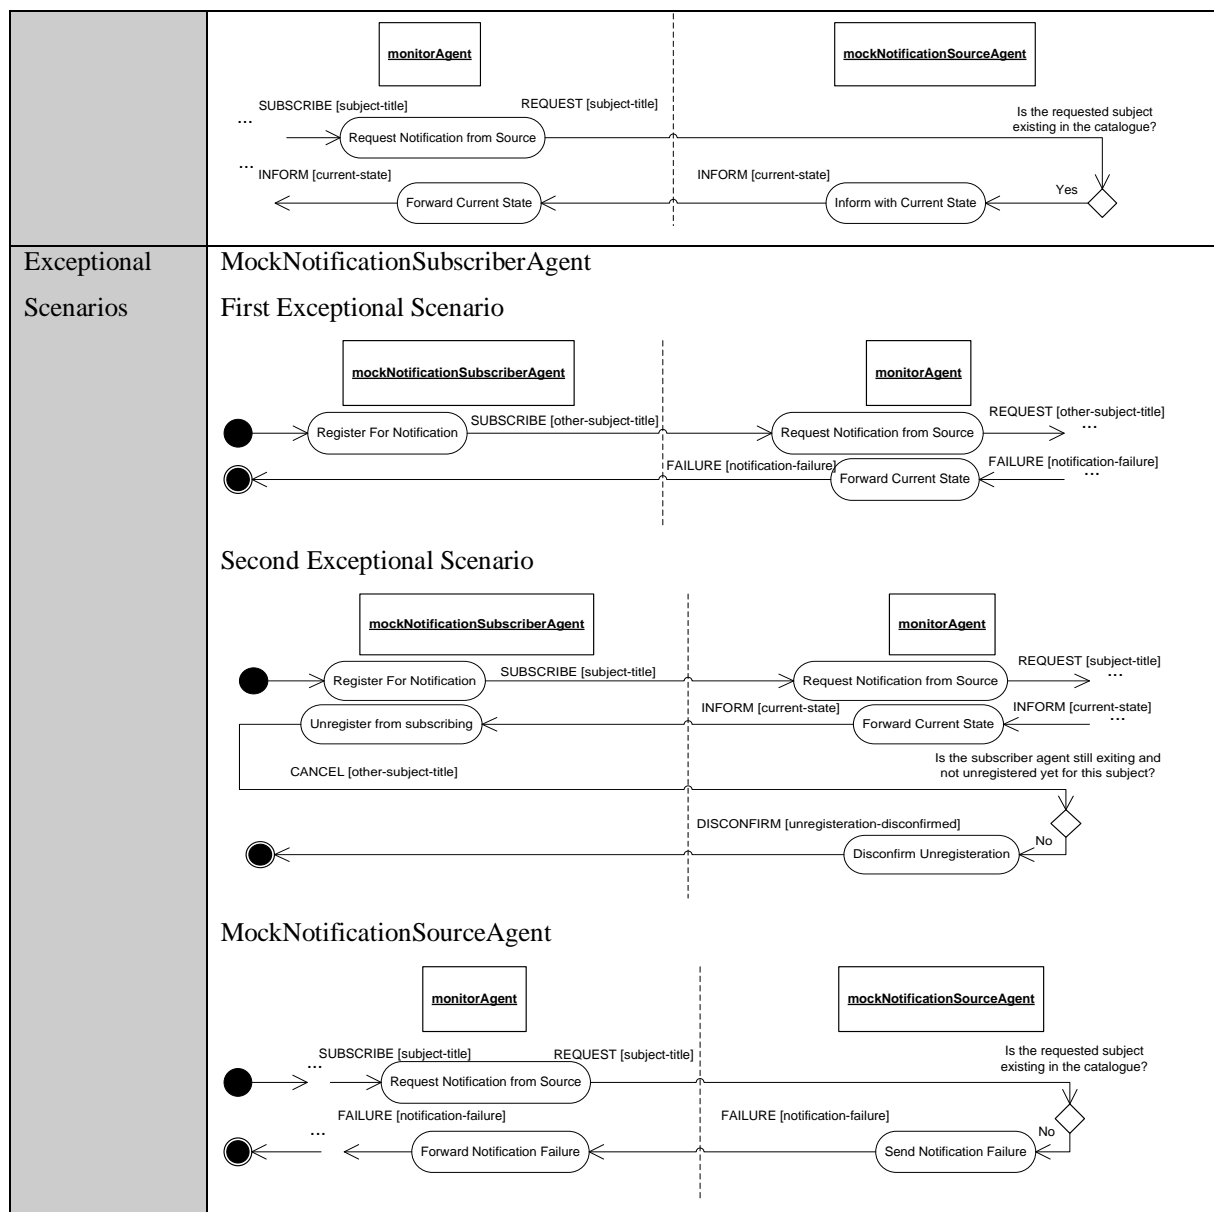 monitorAgent
mockNotificationSourceAgent
SUBSCRIBE [subject-title]
REQUEST [subject-title]
Is the requested subject
existing in the catalogue?
...
Request Notification from Source
...
INFORM [current-state]
INFORM [current-state]
Yes
Forward Current State
Inform with Current State
Exceptional
Scenarios
MockNotificationSubscriberAgent
First Exceptional Scenario
mockNotificationSubscriberAgent
monitorAgent
SUBSCRIBE [other-subject-title]
REQUEST [other-subject-title]
...
Register For Notification
Request Notification from Source
FAILURE [notification-failure]
FAILURE [notification-failure]
...
Forward Current State
Second Exceptional Scenario
mockNotificationSubscriberAgent
monitorAgent
SUBSCRIBE [subject-title]
REQUEST [subject-title]
...
Register For Notification
Request Notification from Source
INFORM [current-state]
INFORM [current-state]
...
Unregister from subscribing
Forward Current State
CANCEL [other-subject-title]
Is the subscriber agent still exiting and
not unregistered yet for this subject?
DISCONFIRM [unregisteration-disconfirmed]
No
Disconfirm Unregisteration
MockNotificationSourceAgent
monitorAgent
mockNotificationSourceAgent
SUBSCRIBE [subject-title]
REQUEST [subject-title]
Is the requested subject
existing in the catalogue?
...
Request Notification from Source
FAILURE [notification-failure]
FAILURE [notification-failure]
...
No
Forward Notification Failure
Send Notification Failure